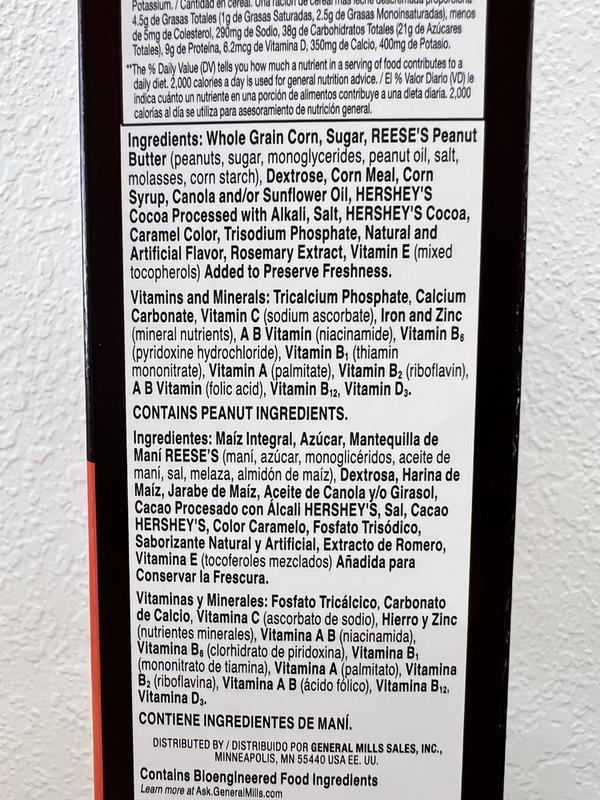 Potassium. / Cantidad en cereal. Una ración de cereal más leche descremada proporciona
4.5g de Grasas Totales (1g de Grasas Saturadas, 2.5g de Grasas Monoinsaturadas), menos
de 5mg de Colesterol, 290mg de Sodio, 38g de Carbohidratos Totales (21g de Azúcares
Totales), 9g de Proteína, 6.2mcg de Vitamina D, 350mg de Calcio, 400mg de Potasio.
**The % Daily Value (DV) tells you how much a nutrient in a serving of food contributes to a
daily diet. 2,000 calories a day is used for general nutrition advice. / El % Valor Diario (VD) le
indica cuánto un nutriente en una porción de alimentos contribuye a una dieta diaria. 2,000
calorías al día se utiliza para asesoramiento de nutrición general.
Ingredients: Whole Grain Corn, Sugar, REESE'S Peanut
Butter (peanuts, sugar, monoglycerides, peanut oil, salt,
molasses, corn starch), Dextrose, Corn Meal, Corn
Syrup, Canola and/or Sunflower Oil, HERSHEY'S
Cocoa Processed with Alkali, Salt, HERSHEY'S Cocoa,
Caramel Color, Trisodium Phosphate, Natural and
Artificial Flavor, Rosemary Extract, Vitamin E (mixed
tocopherols) Added to Preserve Freshness.
Vitamins and Minerals: Tricalcium Phosphate, Calcium
Carbonate, Vitamin C (sodium ascorbate), Iron and Zinc
(mineral nutrients), A B Vitamin (niacinamide), Vitamin B₆
(pyridoxine hydrochloride), Vitamin B₁ (thiamin
mononitrate), Vitamin A (palmitate), Vitamin B₂ (riboflavin),
A B Vitamin (folic acid), Vitamin B₁₂, Vitamin D₃.
CONTAINS PEANUT INGREDIENTS.
Ingredientes: Maíz Integral, Azúcar, Mantequilla de
Maní REESE'S (maní, azúcar, monoglicéridos, aceite de
maní, sal, melaza, almidón de maíz), Dextrosa, Harina de
Maíz, Jarabe de Maíz, Aceite de Canola y/o Girasol,
Cacao Procesado con Álcali HERSHEY'S, Sal, Cacao
HERSHEY'S, Color Caramelo, Fosfato Trisódico,
Saborizante Natural y Artificial, Extracto de Romero,
Vitamina E (tocoferoles mezclados) Añadida para
Conservar la Frescura.
Vitaminas y Minerales: Fosfato Tricálcico, Carbonato
de Calcio, Vitamina C (ascorbato de sodio), Hierro y Zinc
(nutrientes minerales), Vitamina A B (niacinamida),
Vitamina B₆ (clorhidrato de piridoxina), Vitamina B₁
(mononitrato de tiamina), Vitamina A (palmitato), Vitamina
B₂ (riboflavina), Vitamina A B (ácido fólico), Vitamina B₁₂,
Vitamina D₃.
CONTIENE INGREDIENTES DE MANÍ.
DISTRIBUTED BY / DISTRIBUIDO POR GENERAL MILLS SALES, INC.,
MINNEAPOLIS, MN 55440 USA EE. UU.
Contains Bioengineered Food Ingredients
Learn more at Ask.GeneralMills.com